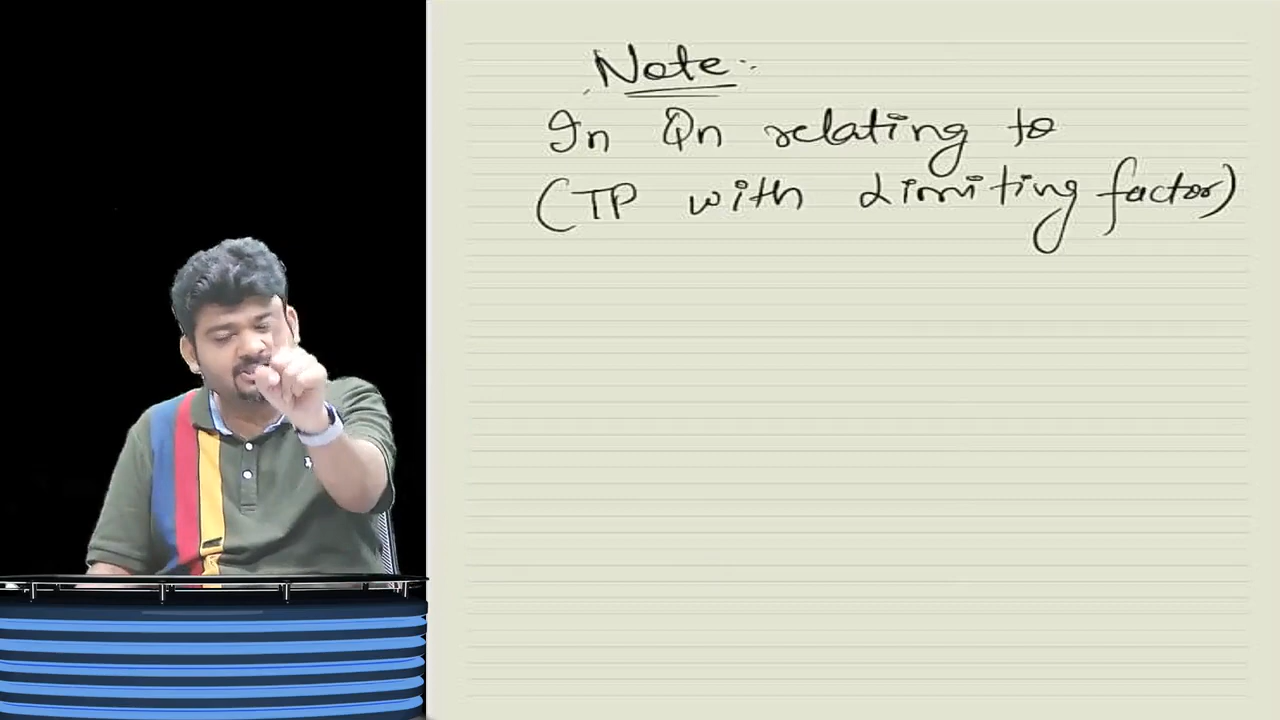 Note:
In Qn relating to
(TP with Limiting factor)